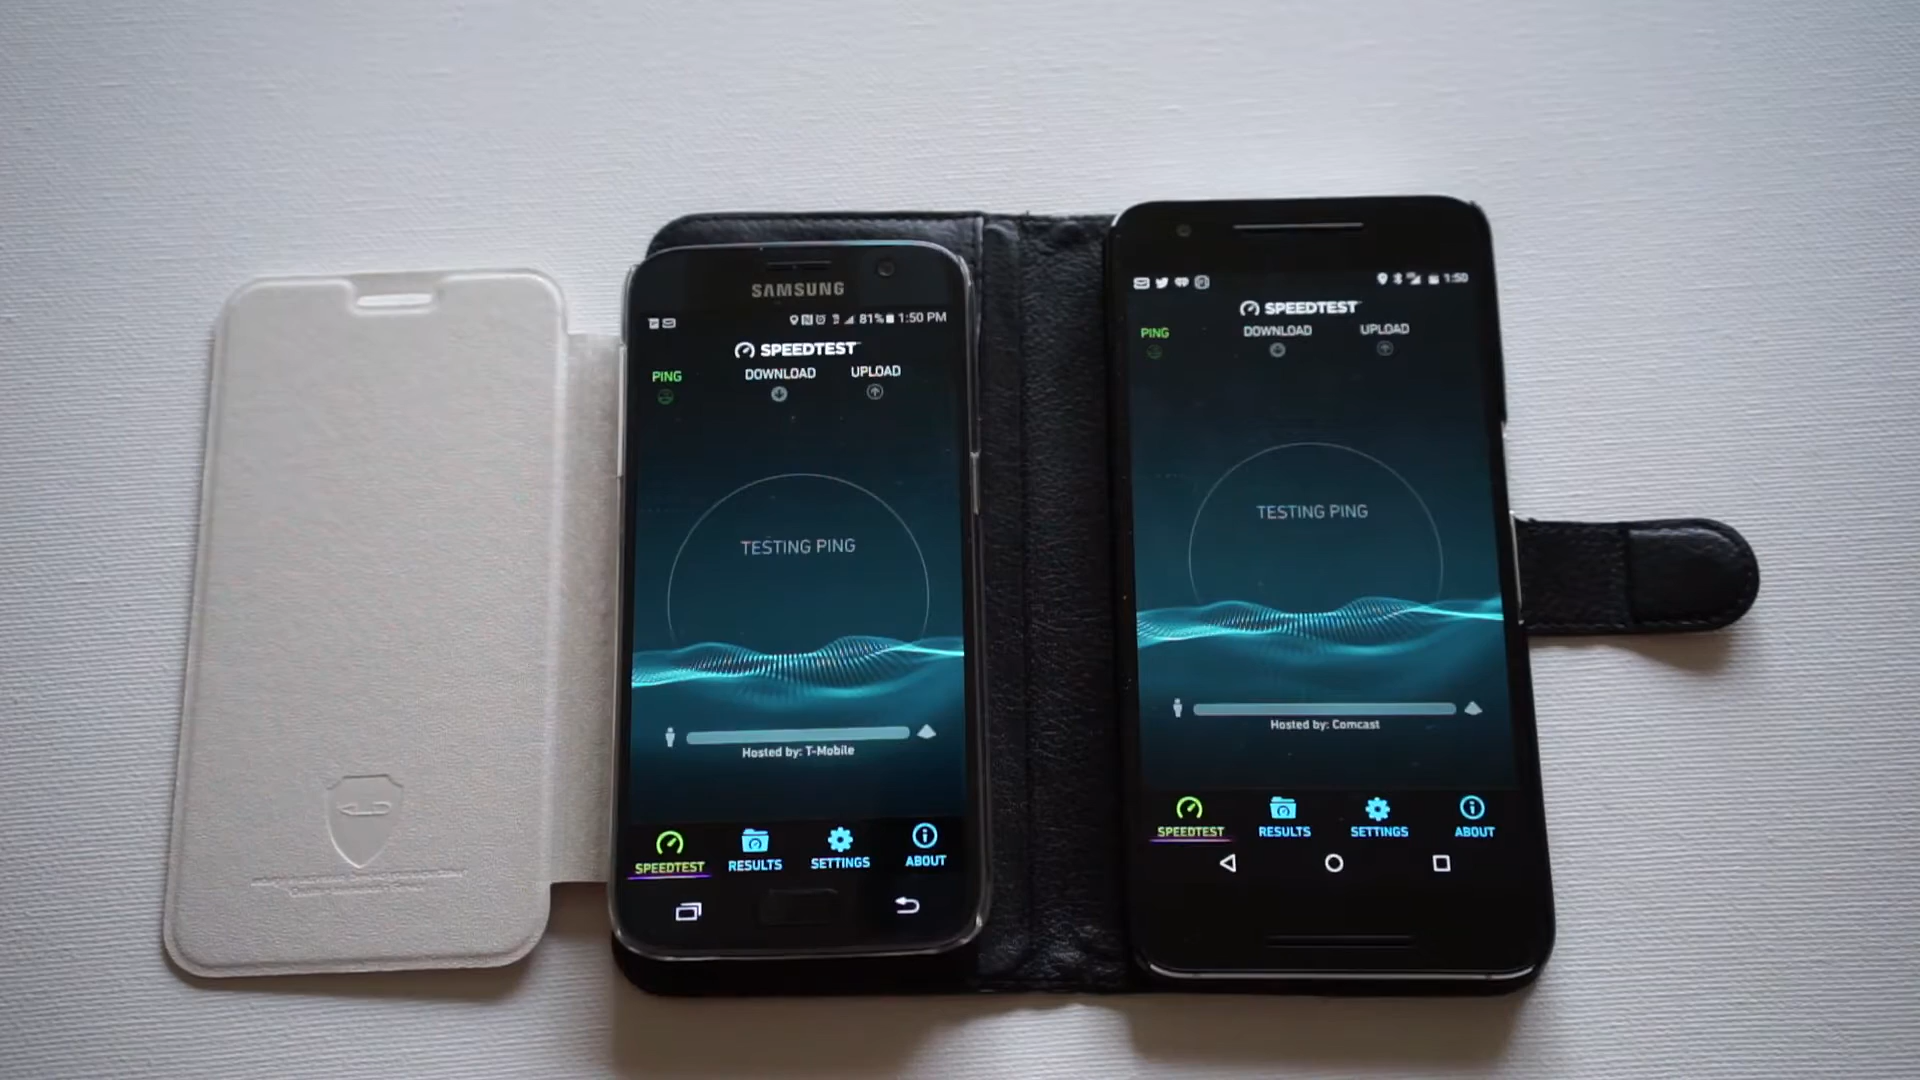 SAMSUNG
81% 1:50 PM
SPEEDTEST
PING DOWNLOAD UPLOAD
TESTING PING
Hosted by: T-Mobile
SPEEDTEST RESULTS SETTINGS ABOUT
1:50
SPEEDTEST
PING DOWNLOAD UPLOAD
TESTING PING
Hosted by: Comcast
SPEEDTEST RESULTS SETTINGS ABOUT